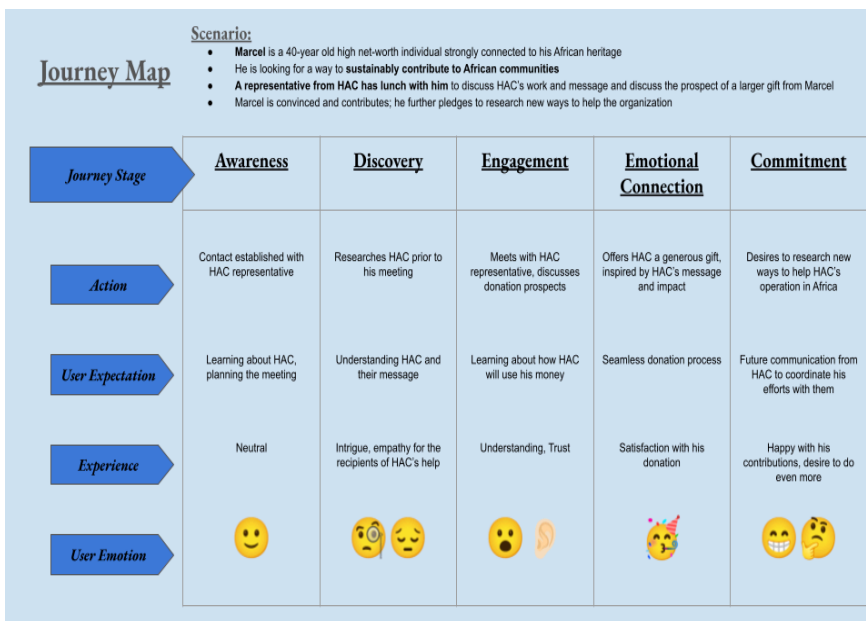 Journey Map
Scenario:
● Marcel is a 40-year old high net-worth individual strongly connected to his African heritage
● He is looking for a way to sustainably contribute to African communities
● A representative from HAC has lunch with him to discuss HAC's work and message and discuss the prospect of a larger gift from Marcel
● Marcel is convinced and contributes; he further pledges to research new ways to help the organization
Journey Stage
Awareness
Discovery
Engagement
Emotional
Connection
Commitment
Action
Contact established with
HAC representative
Researches HAC prior to
his meeting
Meets with HAC
representative, discusses
donation prospects
Offers HAC a generous gift,
inspired by HAC's message
and impact
Desires to research new
ways to help HAC's
operation in Africa
User Expectation
Learning about HAC,
planning the meeting
Understanding HAC and
their message
Learning about how HAC
will use his money
Seamless donation process
Future communication from
HAC to coordinate his
efforts with them
Experience
Neutral
Intrigue, empathy for the
recipients of HAC's help
Understanding, Trust
Satisfaction with his
donation
Happy with his
contributions, desire to do
even more
User Emotion